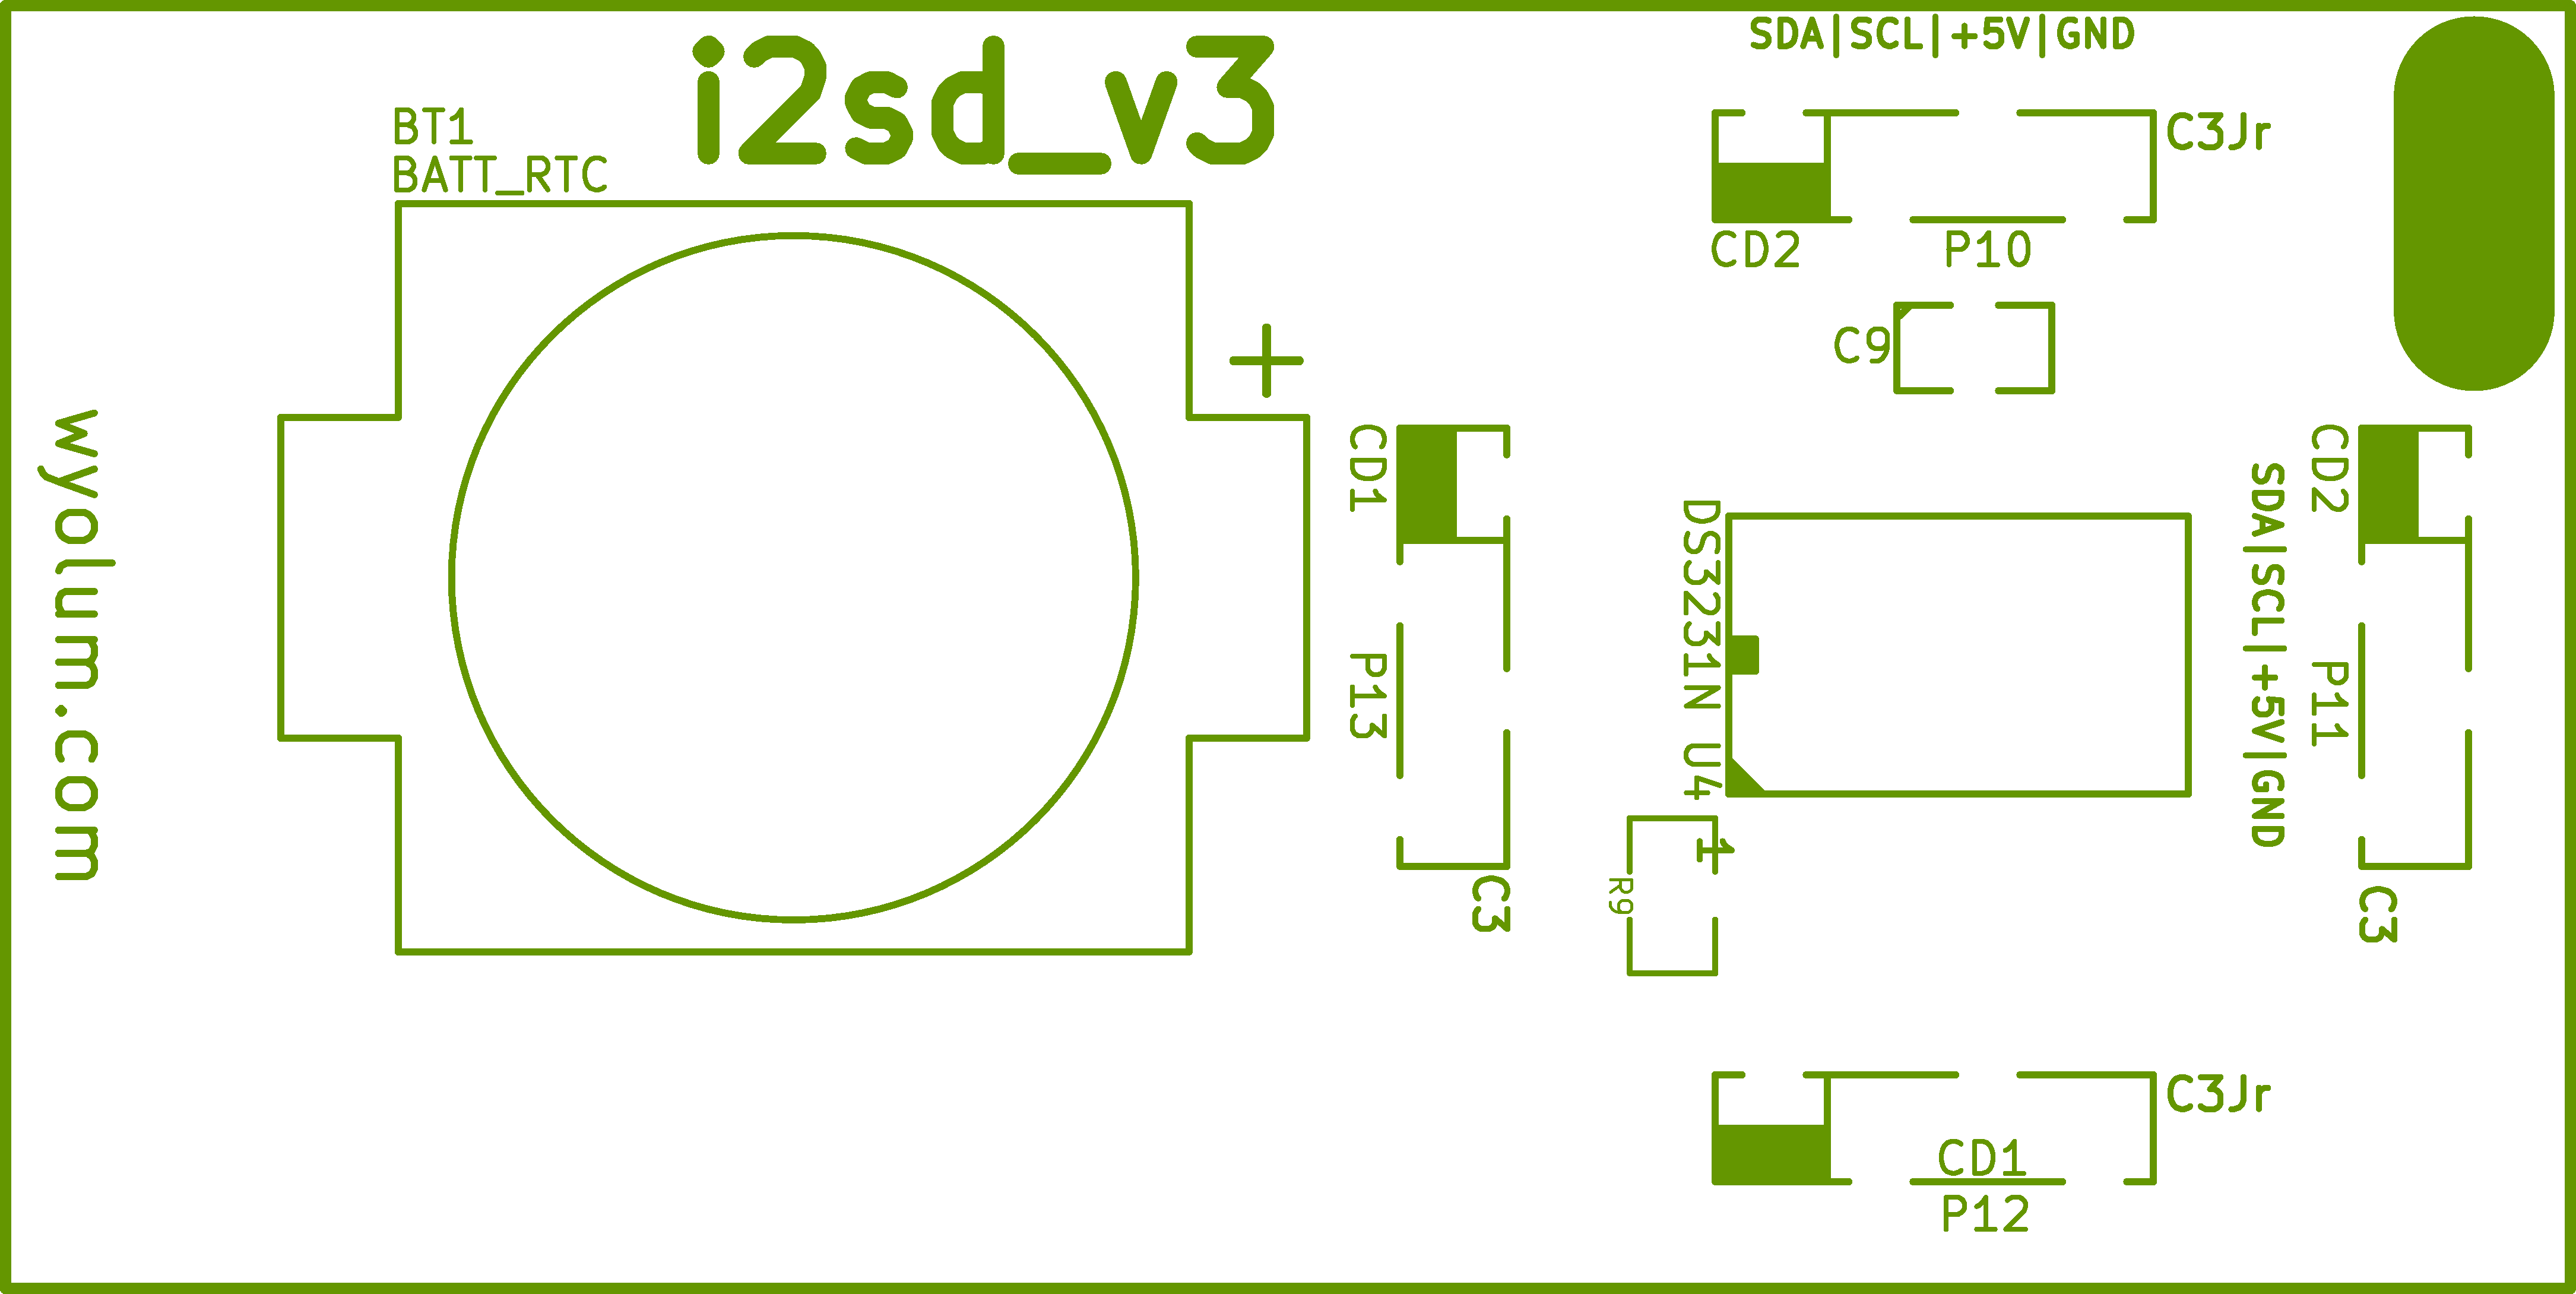 SDA|SCL|+5V|GND
i2sd_v3
BT1
BATT_RTC
C3Jr
CD2
P10
+
C9
wyolum.com
CD1
P13
C3
DS3231N U4
SDA|SCL|+5V|GND
CD2
P11
C3
1
R9
C3Jr
CD1
P12